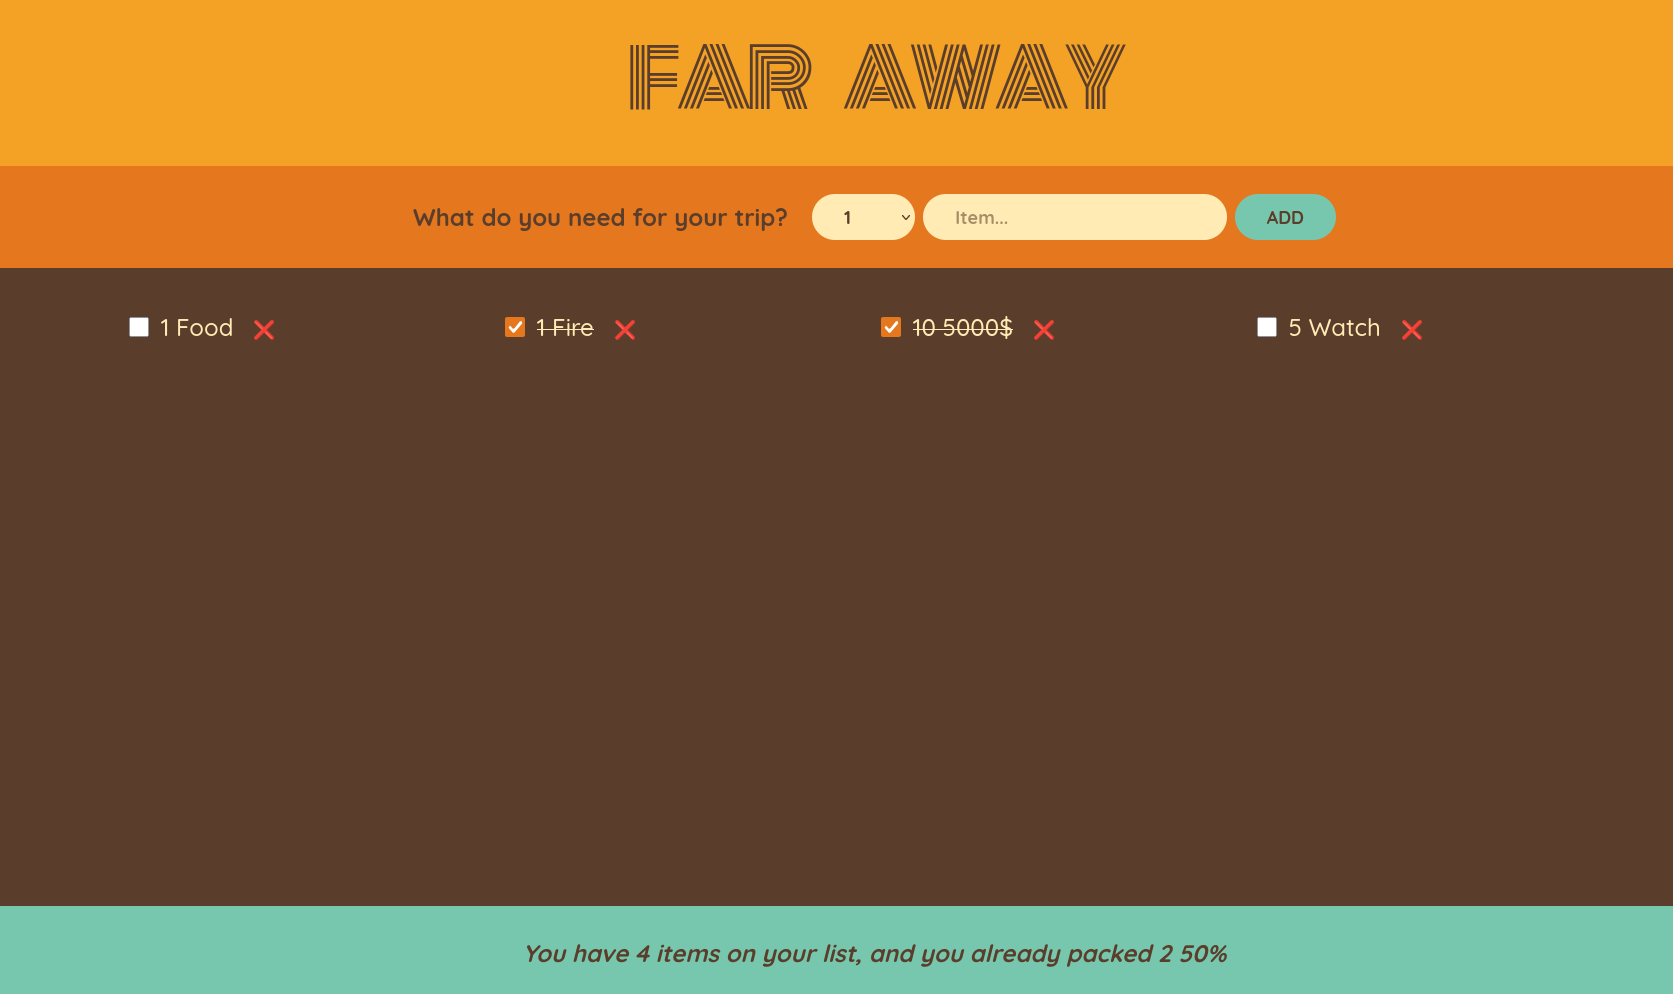 FAR AWAY
What do you need for your trip? 1 Item... ADD
1 Food 1 Fire 10 5000$ 5 Watch
You have 4 items on your list, and you already packed 2 50%